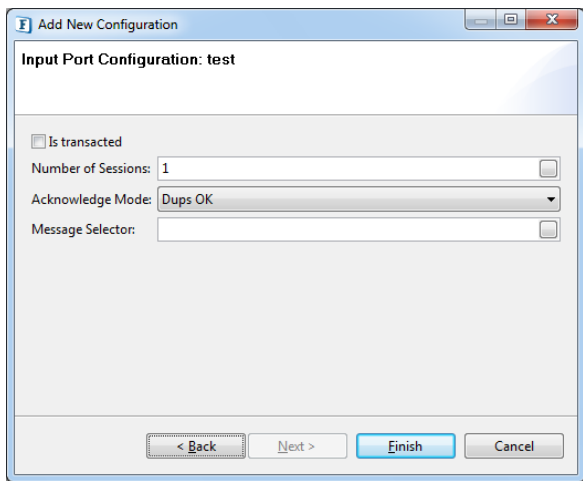 Add New Configuration
Input Port Configuration: test
Is transacted
Number of Sessions: 1
Acknowledge Mode: Dups OK
Message Selector:
< Back Next > Finish Cancel